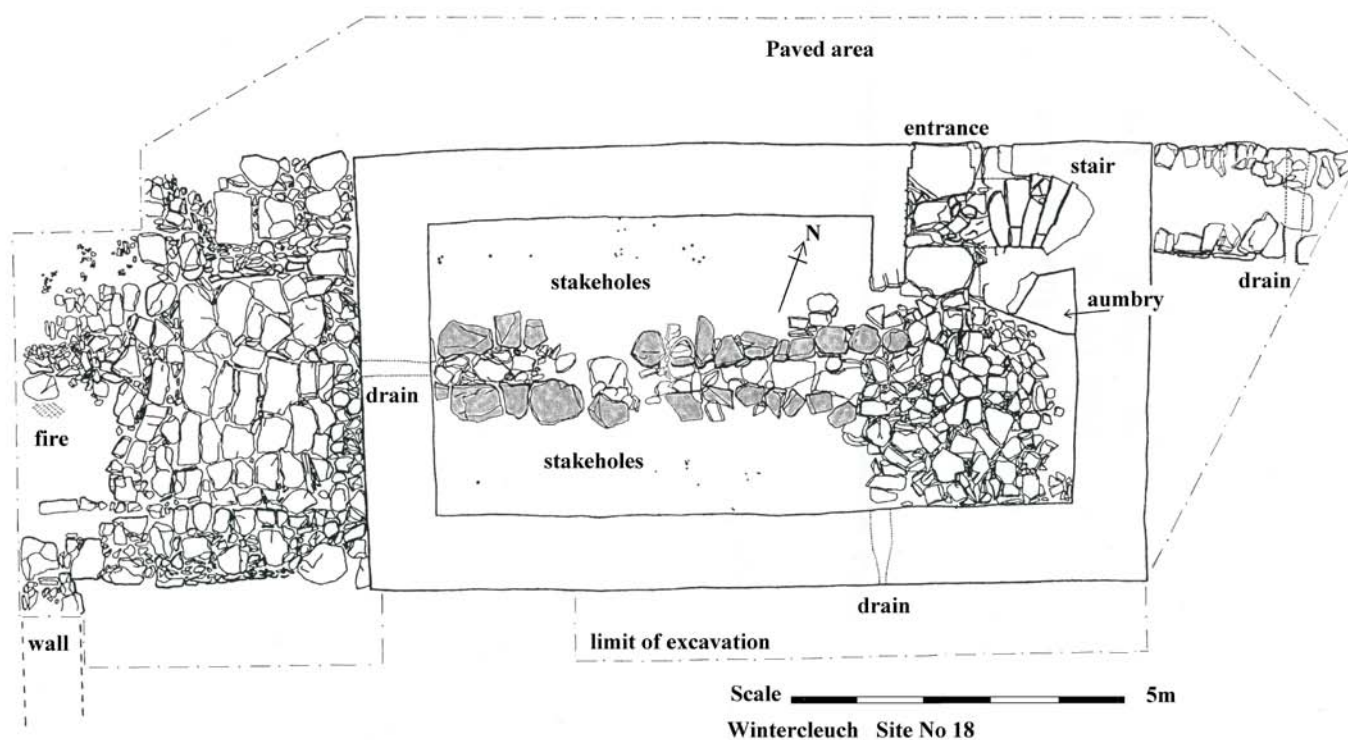 Paved area
entrance
stair
N
stakeholes
aumbry
drain
drain
fire
stakeholes
drain
wall
limit of excavation
Scale 5m
Wintercleuch Site No 18